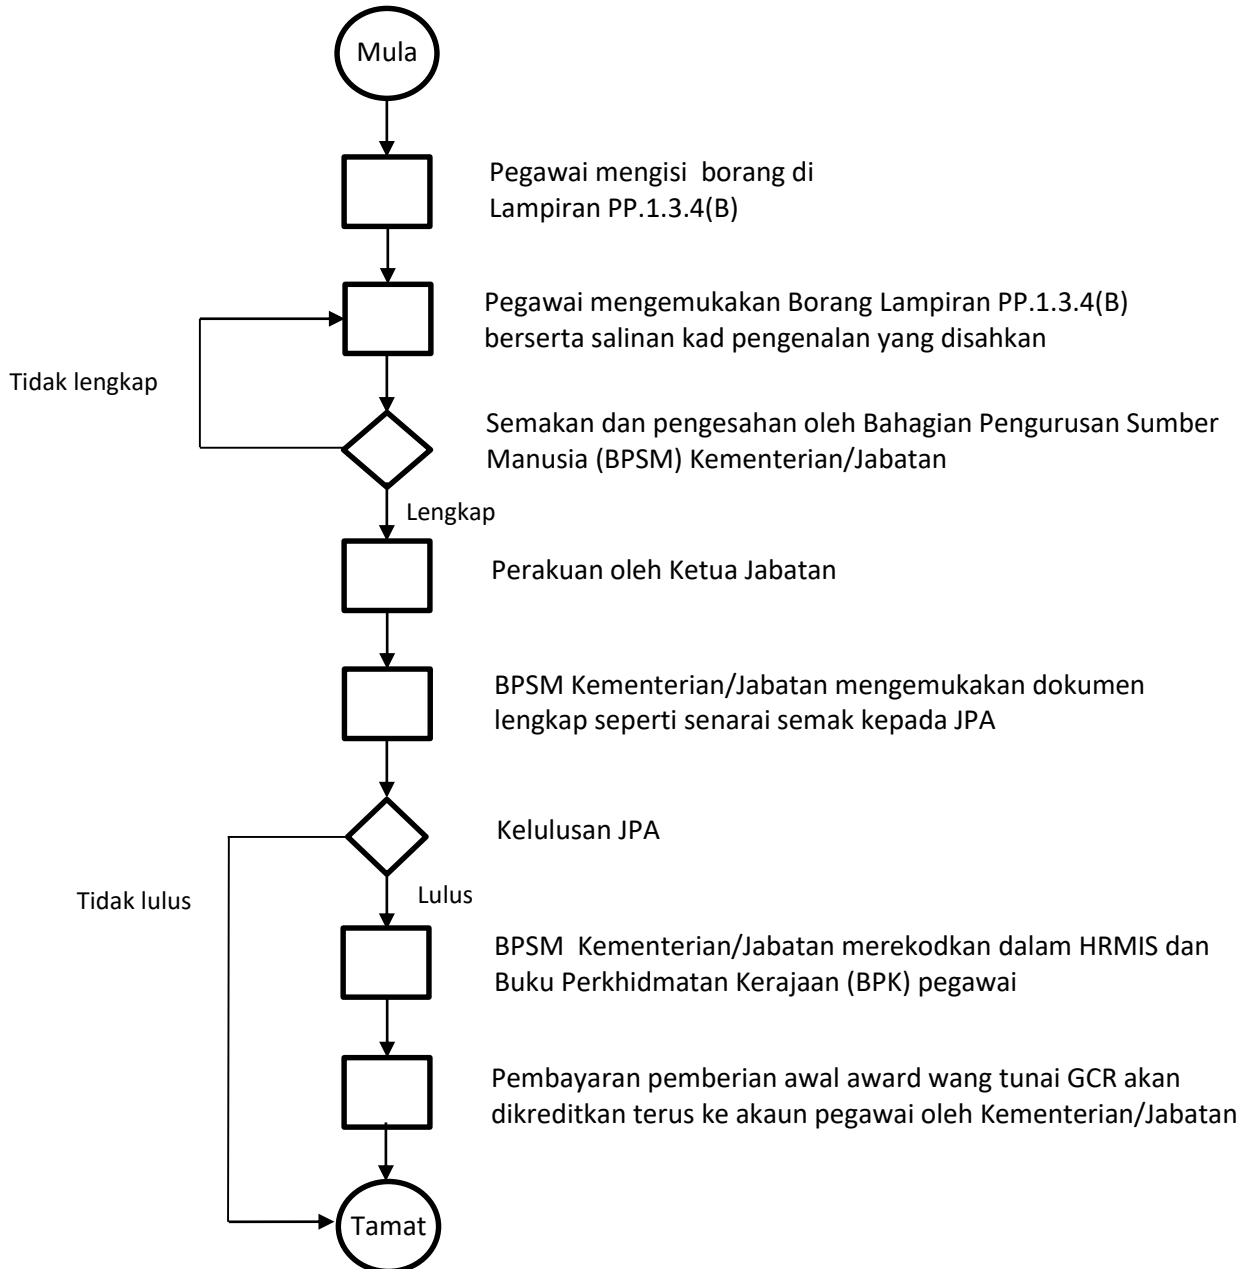 Mula
Pegawai mengisi  borang di
Lampiran PP.1.3.4(B)
Pegawai mengemukakan Borang Lampiran PP.1.3.4(B)
berserta salinan kad pengenalan yang disahkan
Tidak lengkap
Semakan dan pengesahan oleh Bahagian Pengurusan Sumber
Manusia (BPSM) Kementerian/Jabatan
Lengkap
Perakuan oleh Ketua Jabatan
BPSM Kementerian/Jabatan mengemukakan dokumen
lengkap seperti senarai semak kepada JPA
Kelulusan JPA
Tidak lulus
Lulus
BPSM  Kementerian/Jabatan merekodkan dalam HRMIS dan
Buku Perkhidmatan Kerajaan (BPK) pegawai
Pembayaran pemberian awal award wang tunai GCR akan
dikreditkan terus ke akaun pegawai oleh Kementerian/Jabatan
Tamat